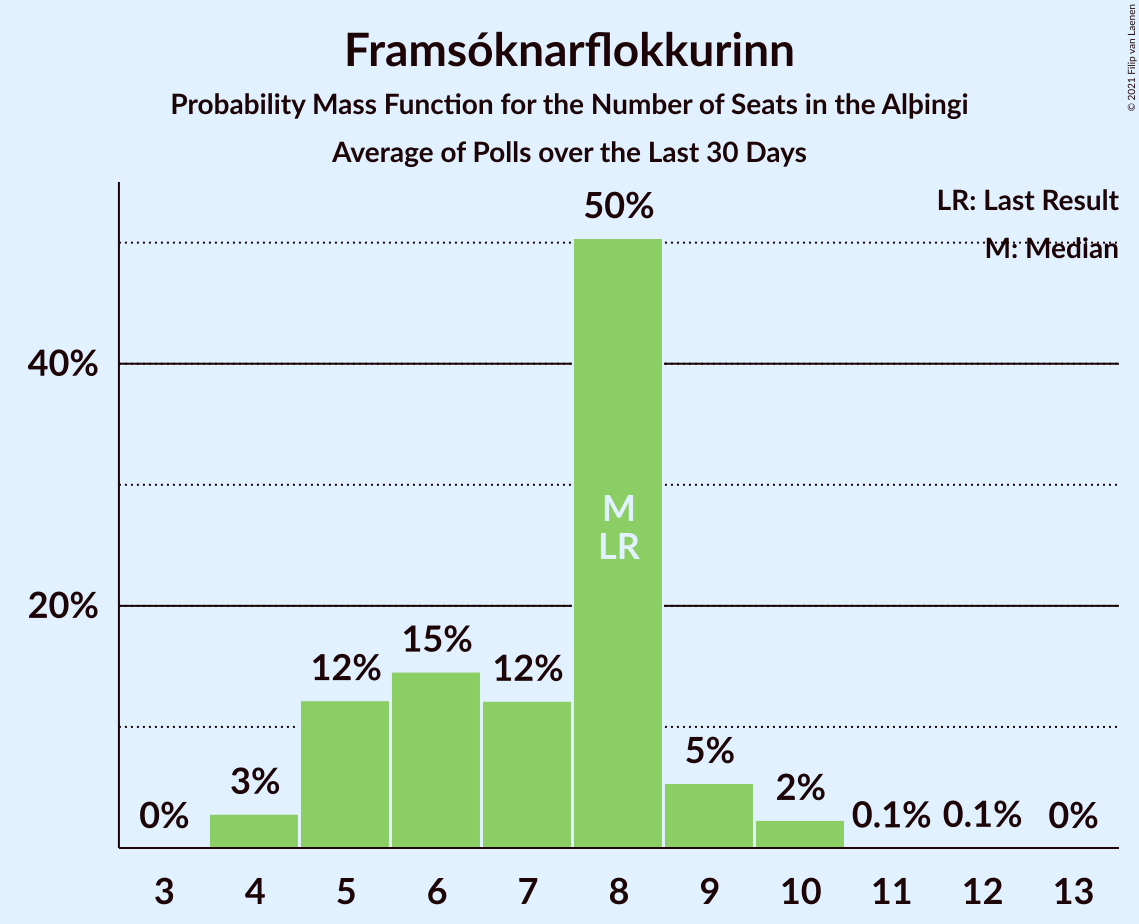 Framsóknarflokkurinn
Probability Mass Function for the Number of Seats in the Alþingi
Average of Polls over the Last 30 Days
© 2021 Filip van Laenen
LR: Last Result
M: Median
40%
20%
0%
3%
12%
15%
12%
50%
5%
2%
0.1%
0.1%
0%
M
LR
3 4 5 6 7 8 9 10 11 12 13